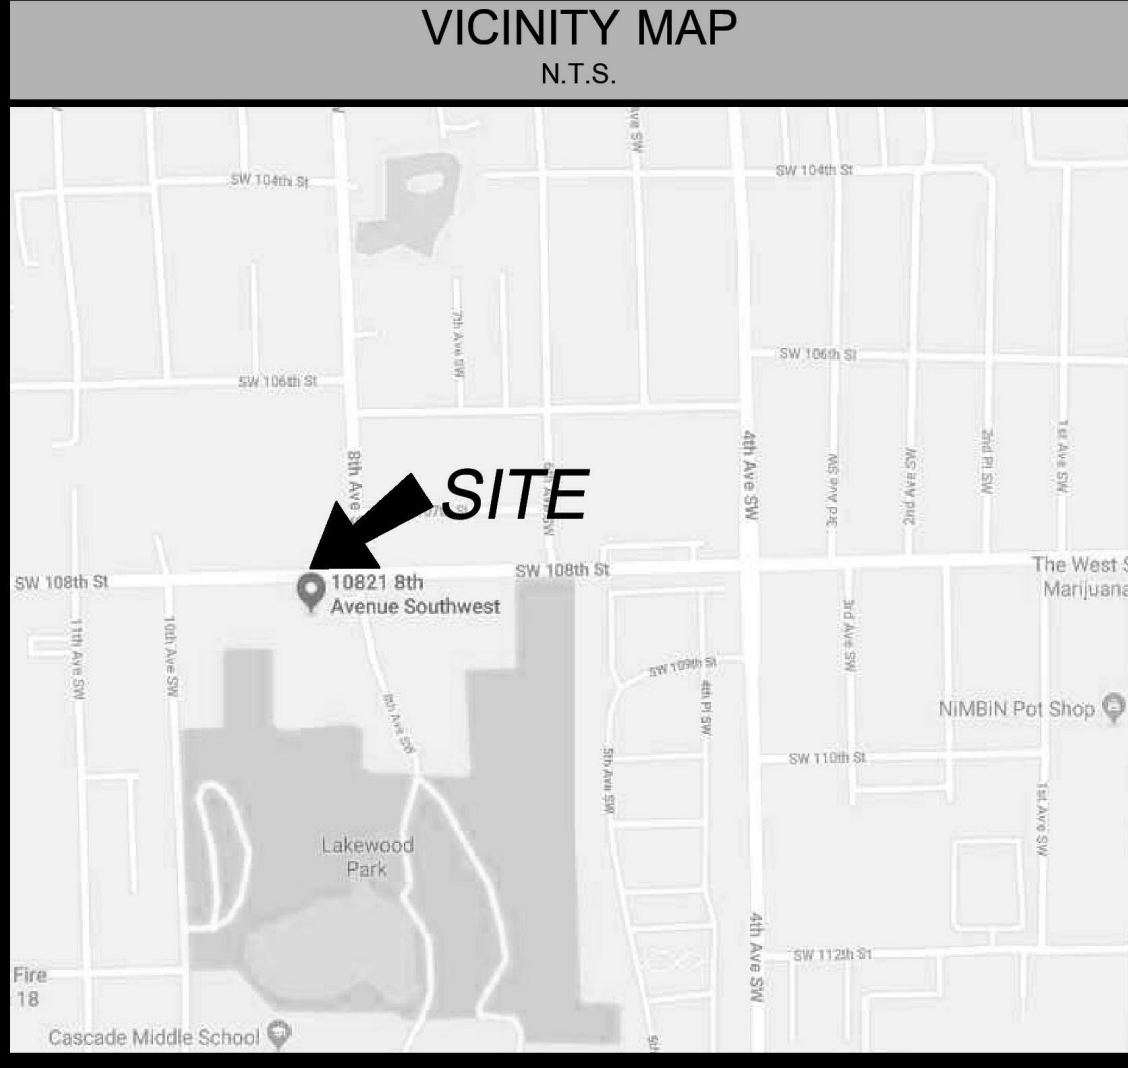 VICINITY MAP
N.T.S.
SW 104th St
SW 104th St
7th Ave SW
SW 106th St
SW 106th St
8th Ave
4th Ave SW
3rd Ave SW
2nd Ave SW
2nd Pl SW
1st Ave SW
SITE
SW 108th St
10821 8th
Avenue Southwest
SW 108th St
The West
Marijuana
11th Ave SW
10th Ave SW
3rd Ave SW
SW 109th St
4th Pl SW
8th Ave SW
NiMBiN Pot Shop
5th Ave SW
SW 110th St
1st Ave SW
Lakewood
Park
4th Ave SW
SW 112th St
Fire
18
Cascade Middle School